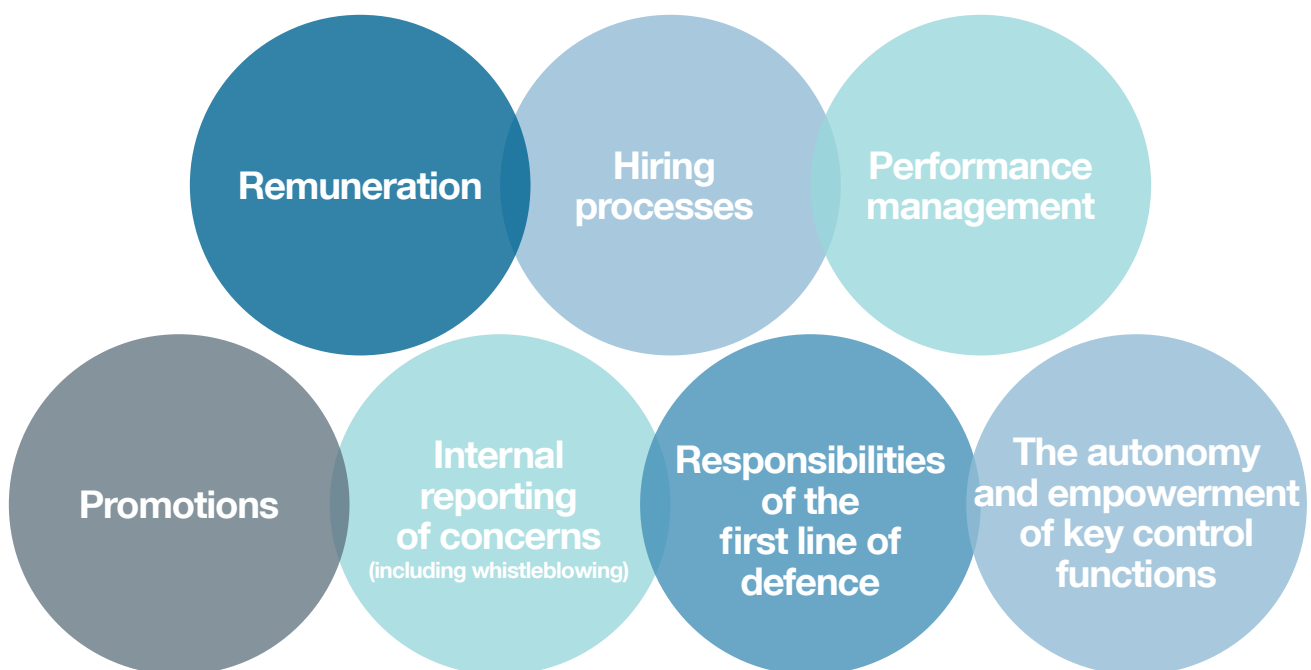 Remuneration
Hiring
processes
Performance
management
Promotions
Internal
reporting
of concerns
(including whistleblowing)
Responsibilities
of the
first line of
defence
The autonomy
and empowerment
of key control
functions